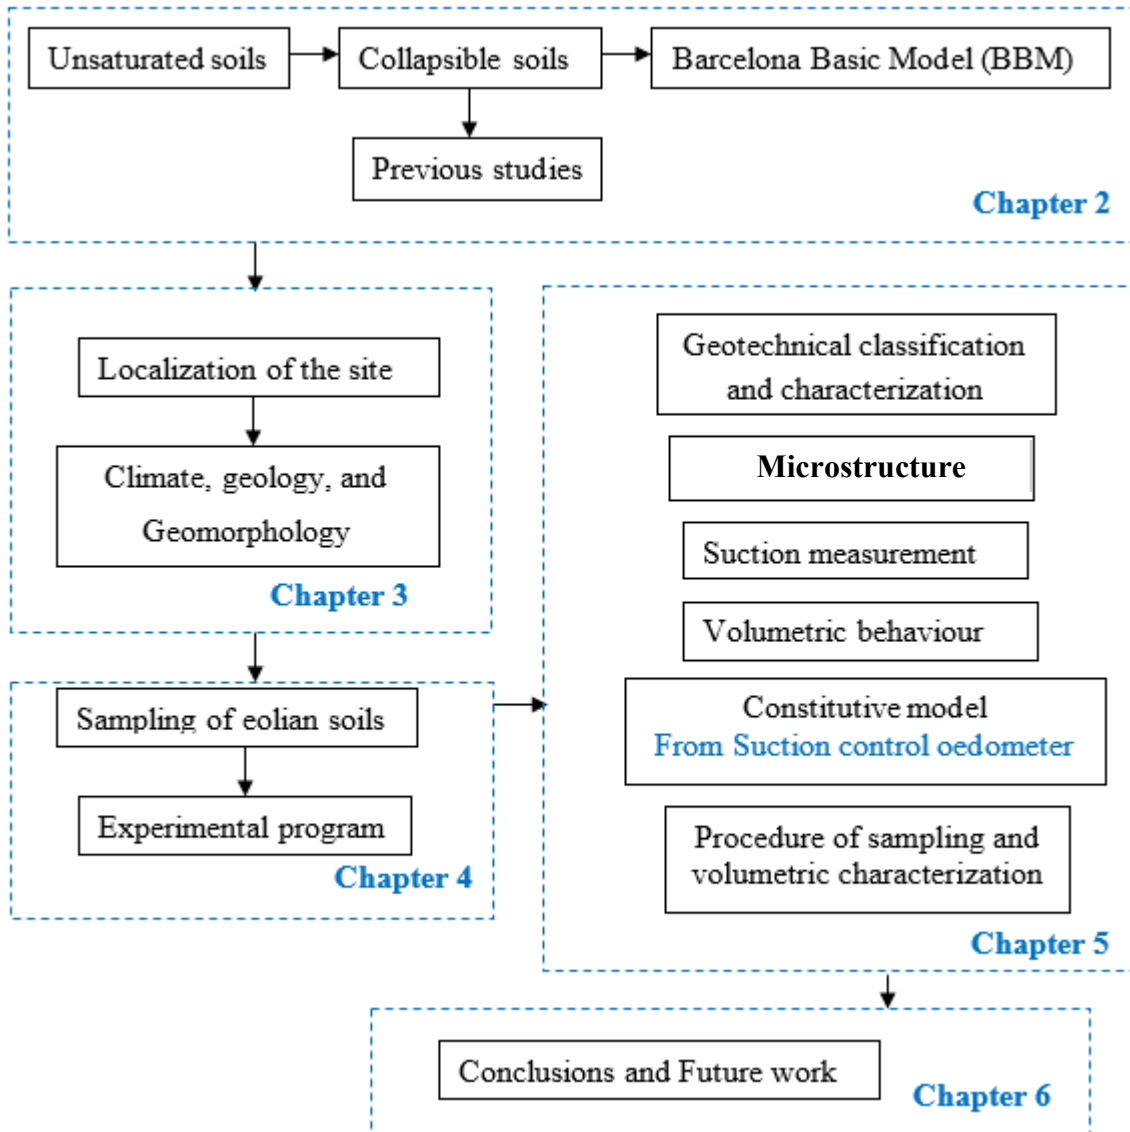 Unsaturated soils
Collapsible soils
Barcelona Basic Model (BBM)
Previous studies
Chapter 2
Localization of the site
Climate, geology, and
Geomorphology
Chapter 3
Sampling of eolian soils
Experimental program
Chapter 4
Geotechnical classification
and characterization
Microstructure
Suction measurement
Volumetric behaviour
Constitutive model
From Suction control oedometer
Procedure of sampling and
volumetric characterization
Chapter 5
Conclusions and Future work
Chapter 6